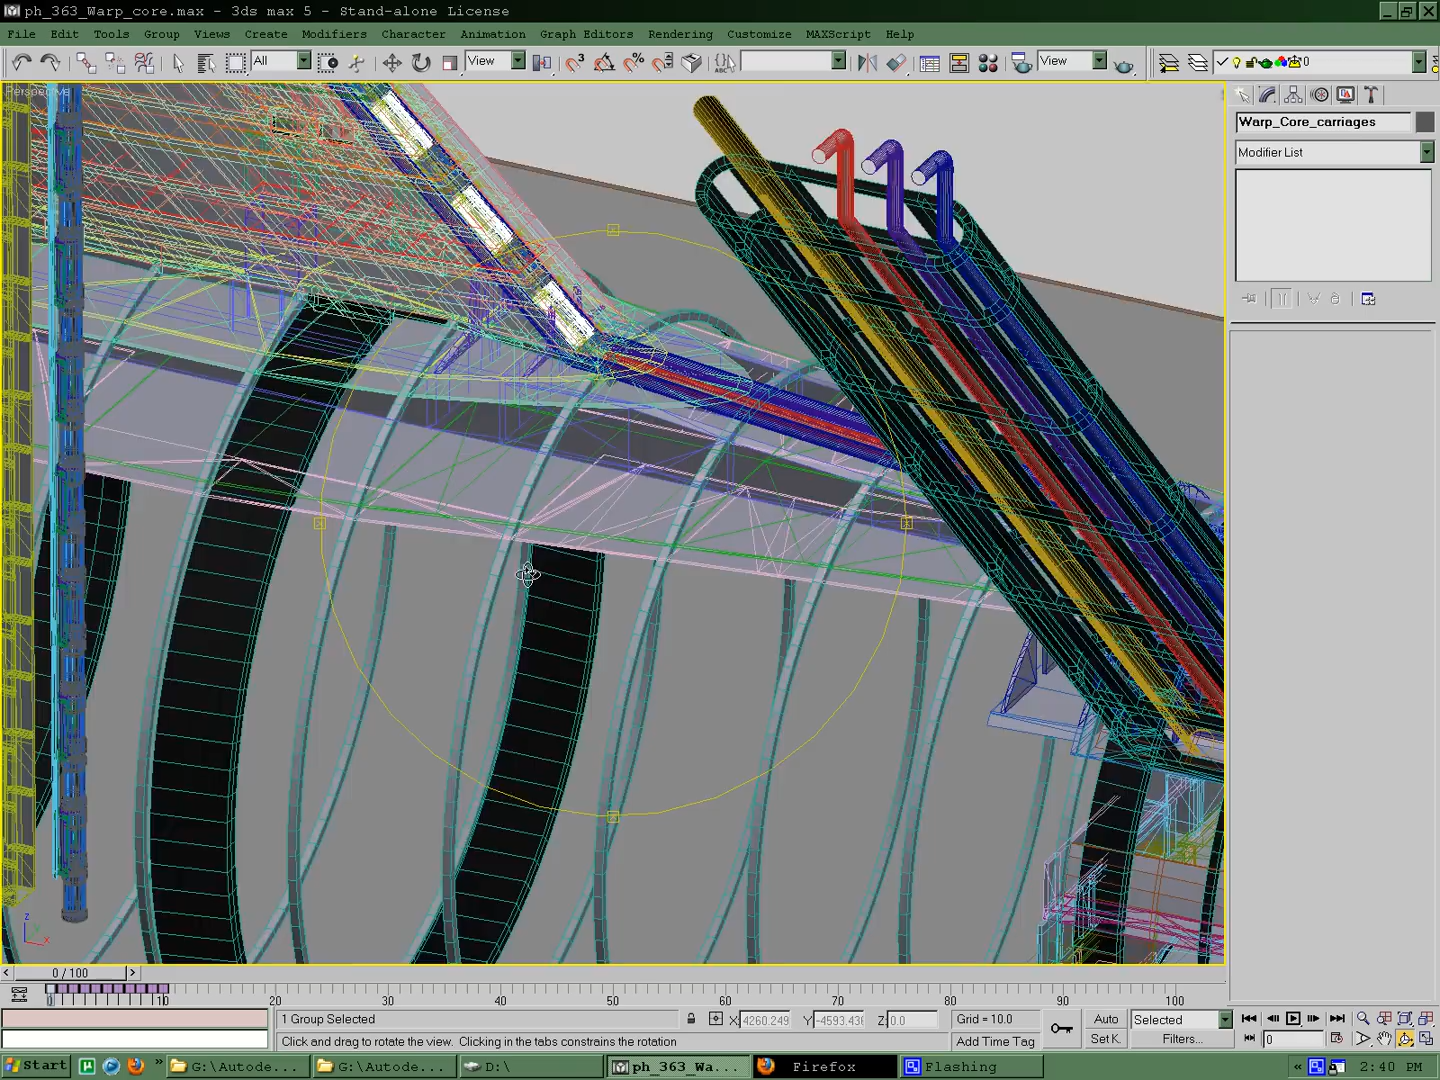 ph_363_Warp_core.max - 3ds max 5 - Stand-alone License
File Edit Tools Group Views Create Modifiers Character Animation Graph Editors Rendering Customize MAXScript Help
All View View 0
Perspective
Warp_Core_carriages
Modifier List
z
x
0 / 100
0 10 20 30 40 50 60 70 80 90 100
1 Group Selected X: 4260.249 Y: -4593.436 Z: 0.0 Grid = 10.0 Auto Selected
Click and drag to rotate the view. Clicking in the tabs constrains the rotation Add Time Tag Set K. Filters... 0
Start G:\Autode... G:\Autode... D:\ ph_363_Wa... Firefox Flashing 2:40 PM